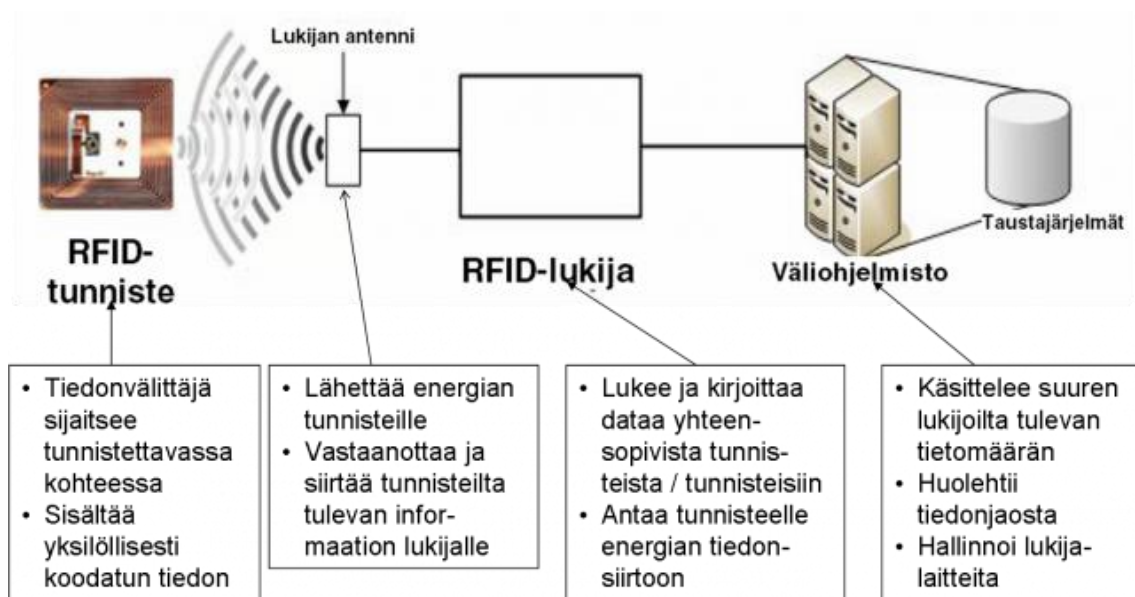 Lukijan antenni
RFID-
tunniste
RFID-lukija
Väliohjelmisto
Taustajärjelmät
• Tiedonvälittäjä
sijaitsee
tunnistettavassa
kohteessa
• Sisältää
yksilöllisesti
koodatun tiedon
• Lähettää energian
tunnisteille
• Vastaanottaa ja
siirtää tunnisteilta
tulevan infor-
maation lukijalle
• Lukee ja kirjoittaa
dataa yhteen-
sopivista tunnis-
teista / tunnisteisiin
• Antaa tunnisteelle
energian tiedon-
siirtoon
• Käsittelee suuren
lukijoilta tulevan
tietomäärän
• Huolehtii
tiedonjaosta
• Hallinnoi lukija-
laitteita